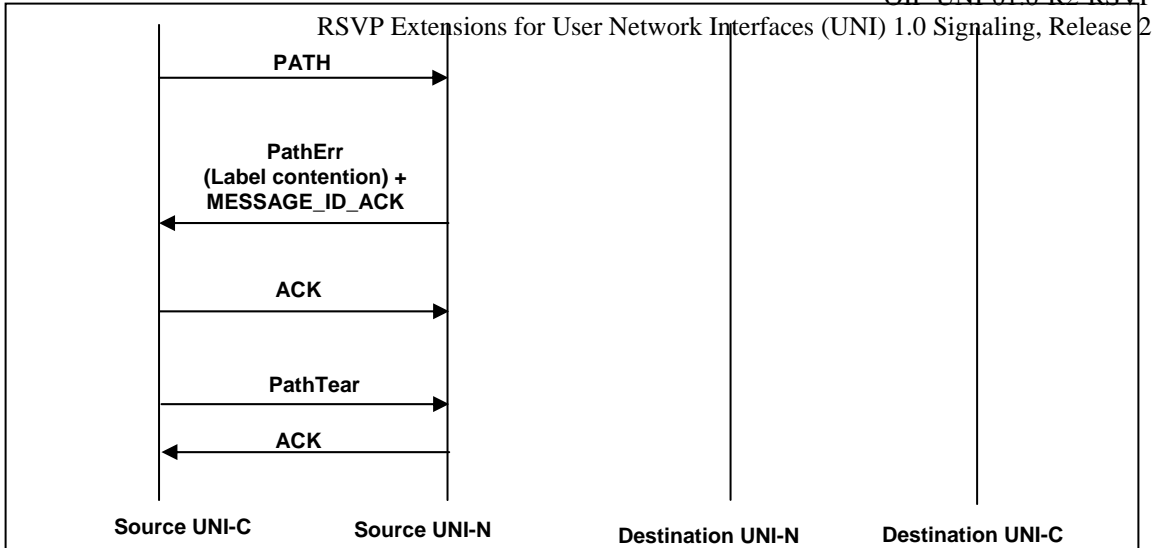 RSVP Extensions for User Network Interfaces (UNI) 1.0 Signaling, Release 2
PATH
PathErr
(Label contention) +
MESSAGE_ID_ACK
ACK
PathTear
ACK
Source UNI-C Source UNI-N Destination UNI-N Destination UNI-C